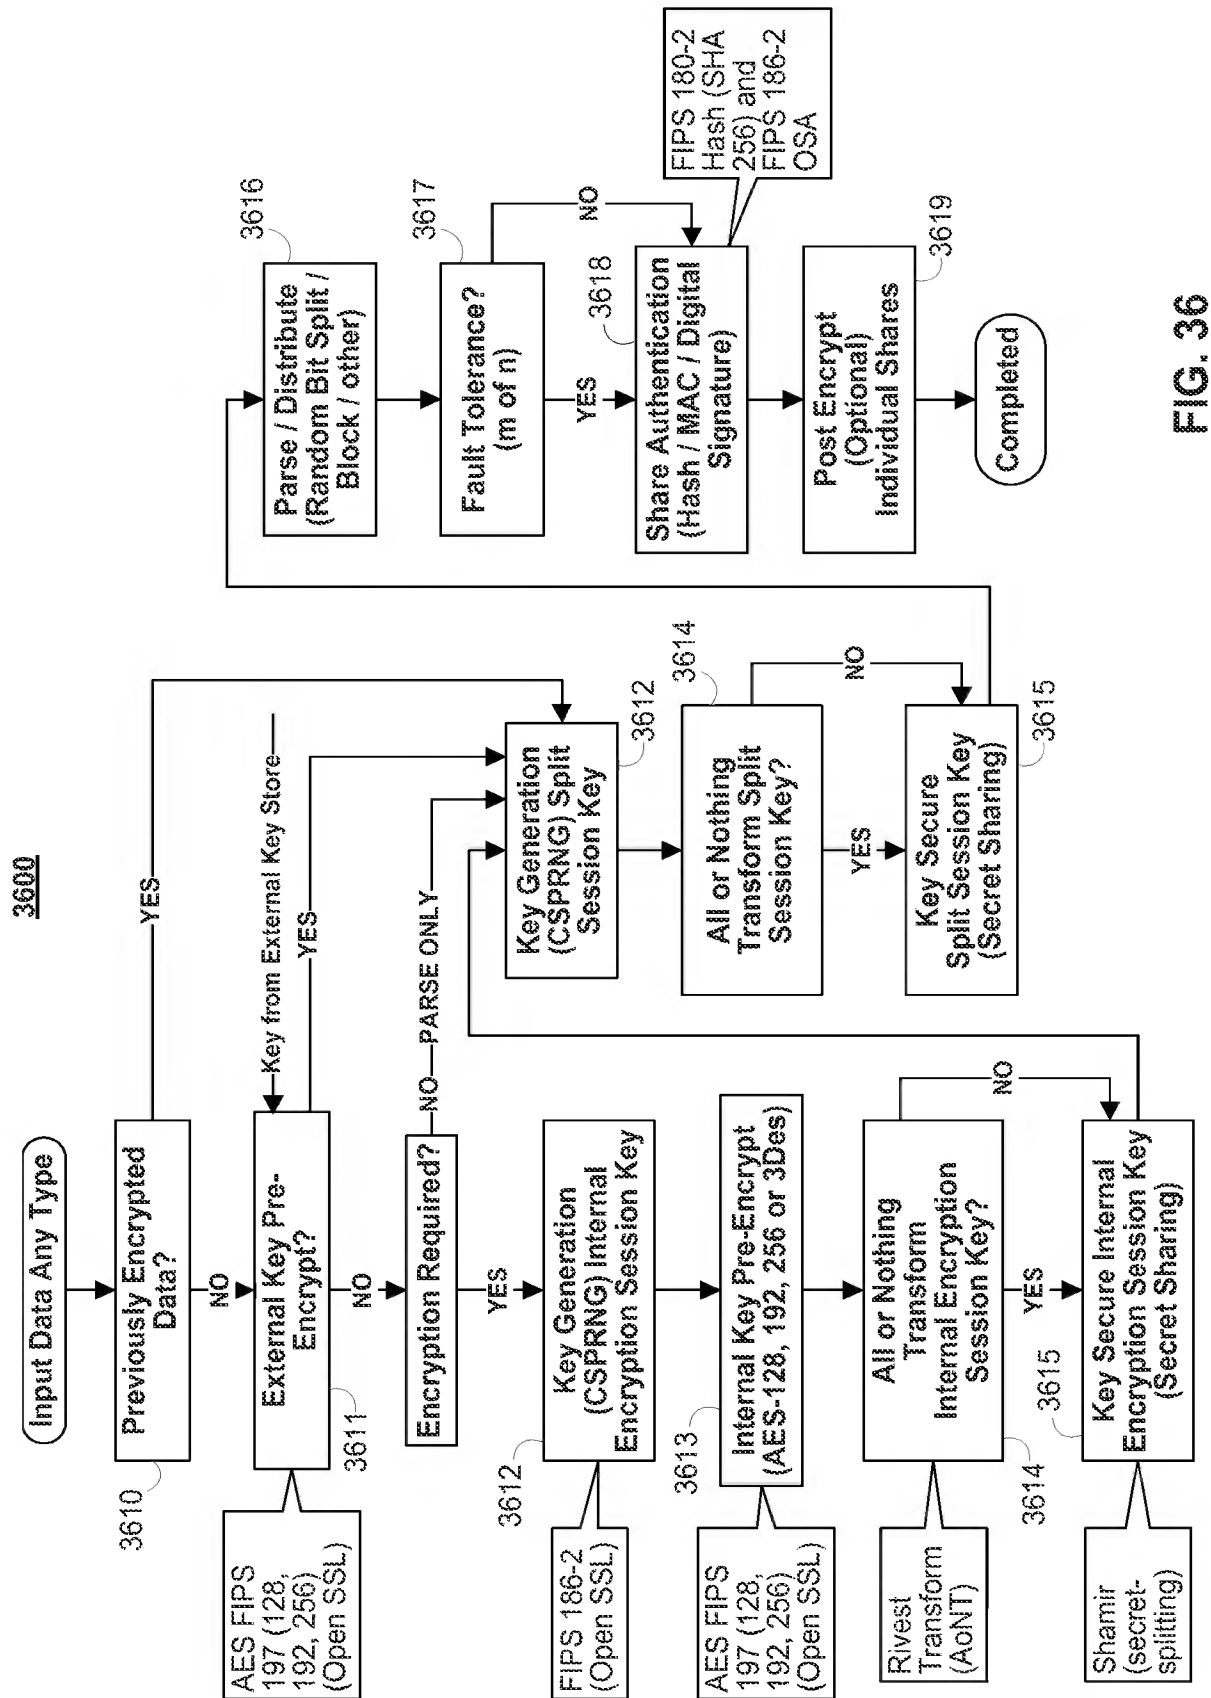 3600
Input Data Any Type
Previously Encrypted
Data?
3610
YES
NO
Key from External Key Store
External Key Pre-
Encrypt?
3611
AES FIPS
197 (128,
192, 256)
(Open SSL)
YES
NO
Encryption Required?
NO
PARSE ONLY
YES
Key Generation
(CSPRNG) Internal
Encryption Session Key
3612
FIPS 186-2
(Open SSL)
Internal Key Pre-Encrypt
(AES-128, 192, 256 or 3Des)
3613
AES FIPS
197 (128,
192, 256)
(Open SSL)
All or Nothing
Transform
Internal Encryption
Session Key?
3614
Rivest
Transform
(AoNT)
NO
YES
Key Secure Internal
Encryption Session Key
(Secret Sharing)
3615
Shamir
(secret-
splitting)
Key Generation
(CSPRNG) Split
Session Key
3612
All or Nothing
Transform Split
Session Key?
3614
NO
YES
Key Secure
Split Session Key
(Secret Sharing)
3615
Parse / Distribute
(Random Bit Split /
Block / other)
3616
Fault Tolerance?
(m of n)
3617
NO
YES
Share Authentication
(Hash / MAC / Digital
Signature)
3618
FIPS 180-2
Hash (SHA
256) and
FIPS 186-2
OSA
Post Encrypt
(Optional)
Individual Shares
3619
Completed
FIG. 36